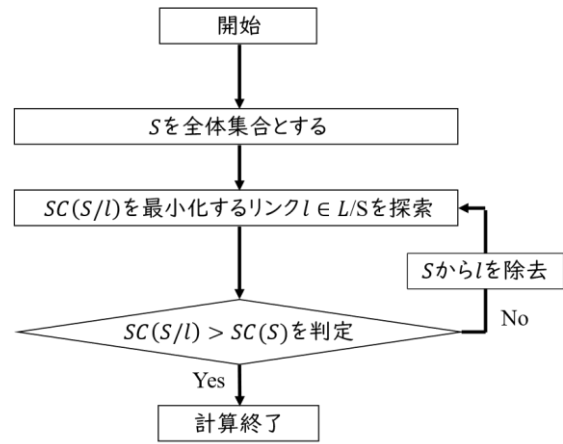 開始
Sを全体集合とする
SC(S/l)を最小化するリンクl ∈ L/Sを探索
Sからlを除去
SC(S/l) > SC(S)を判定
No
Yes
計算終了